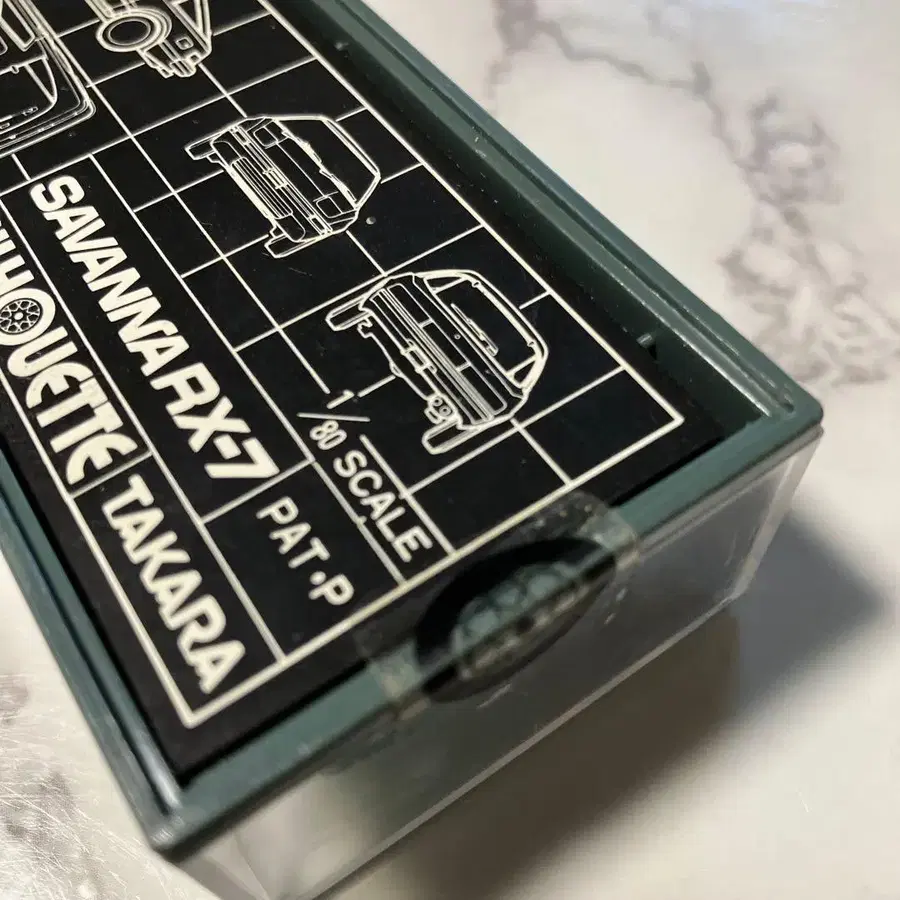 SAVANNA RX-7
HOUETTE TAKARA
1/80 SCALE
PAT.P